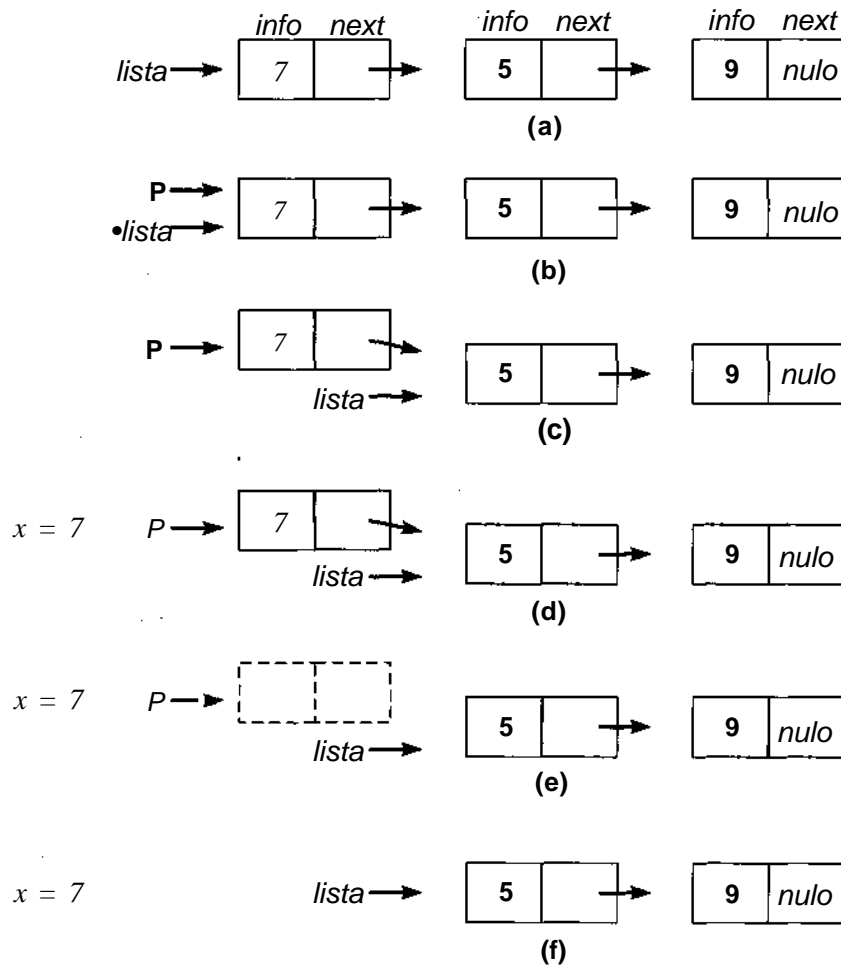 info next info next info next
lista 7 5 9 nulo
(a)
P
•lista 7 5 9 nulo
(b)
P 7
lista 5 9 nulo
(c)
x = 7 P 7
lista 5 9 nulo
(d)
x = 7 P
lista 5 9 nulo
(e)
x = 7 lista 5 9 nulo
(f)